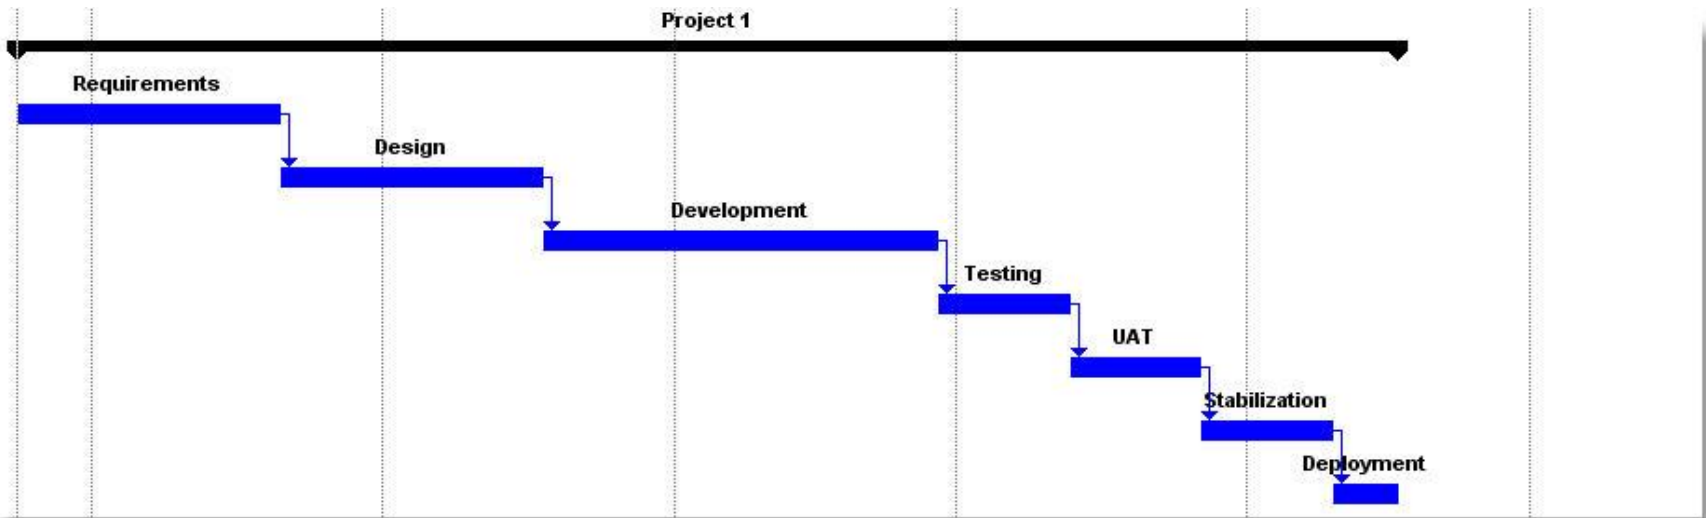 Project 1
Requirements
Design
Development
Testing
UAT
Stabilization
Deployment